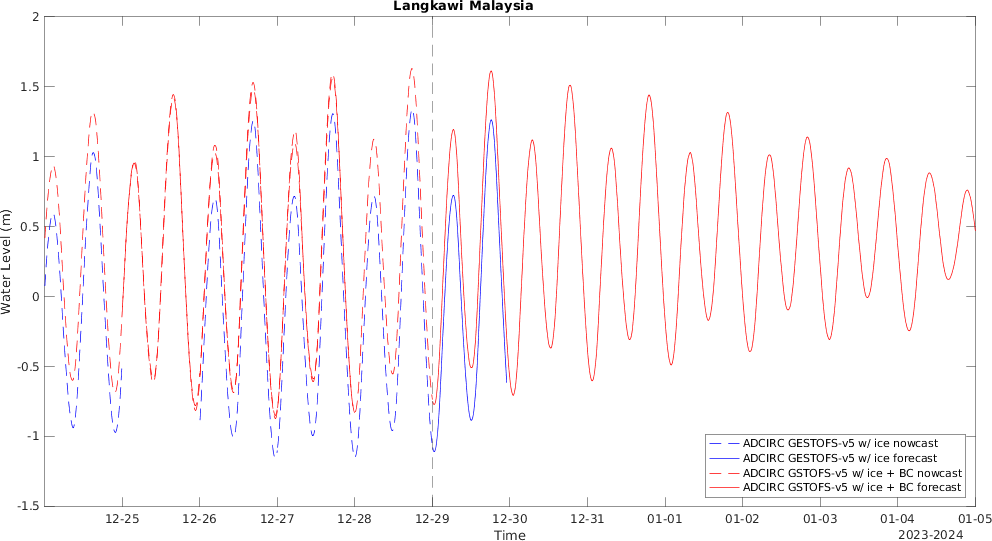 Langkawi Malaysia
2
1.5
1
0.5
0
-0.5
-1
-1.5
Water Level (m)
ADCIRC GESTOFS-v5 w/ ice nowcast
ADCIRC GESTOFS-v5 w/ ice forecast
ADCIRC GSTOFS-v5 w/ ice + BC nowcast
ADCIRC GSTOFS-v5 w/ ice + BC forecast
12-25 12-26 12-27 12-28 12-29 12-30 12-31 01-01 01-02 01-03 01-04 01-05
Time
2023-2024